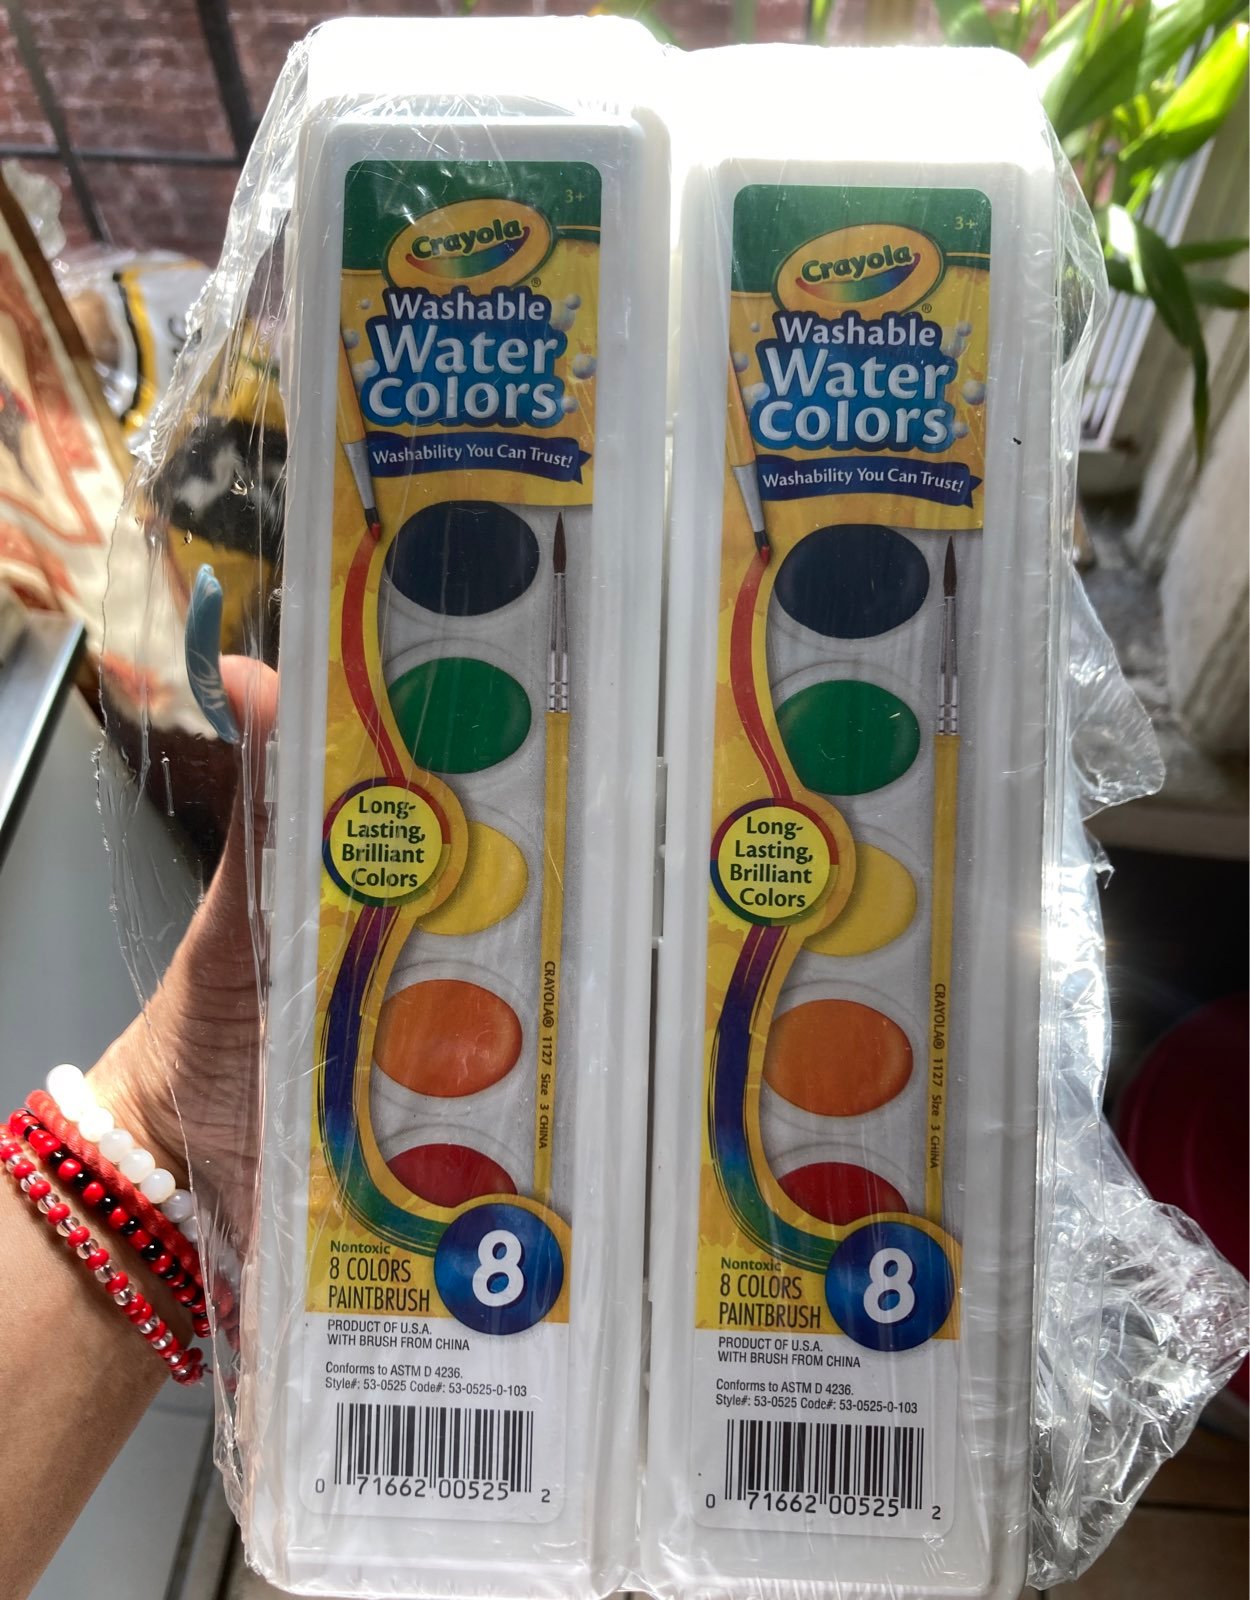 3+
Crayola
®
Washable
Water
Colors
Washability You Can Trust!
Long-
Lasting,
Brilliant
Colors
CRAYOLA® 1127 Size 3 CHINA
Nontoxic
8 COLORS
PAINTBRUSH
8
PRODUCT OF U.S.A.
WITH BRUSH FROM CHINA
Conforms to ASTM D 4236.
Style#: 53-0525 Code#: 53-0525-0-103
0 71662 00525 2
3+
Crayola
®
Washable
Water
Colors
Washability You Can Trust!
Long-
Lasting,
Brilliant
Colors
CRAYOLA® 1127 Size 3 CHINA
Nontoxic
8 COLORS
PAINTBRUSH
8
PRODUCT OF U.S.A.
WITH BRUSH FROM CHINA
Conforms to ASTM D 4236.
Style#: 53-0525 Code#: 53-0525-0-103
0 71662 00525 2